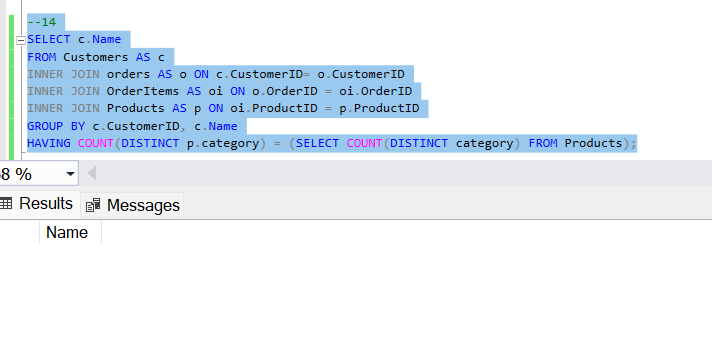 --14
SELECT c.Name
FROM Customers AS c
INNER JOIN orders AS o ON c.CustomerID= o.CustomerID
INNER JOIN OrderItems AS oi ON o.OrderID = oi.OrderID
INNER JOIN Products AS p ON oi.ProductID = p.ProductID
GROUP BY c.CustomerID, c.Name
HAVING COUNT(DISTINCT p.category) = (SELECT COUNT(DISTINCT category) FROM Products);
8 %
Results Messages
Name